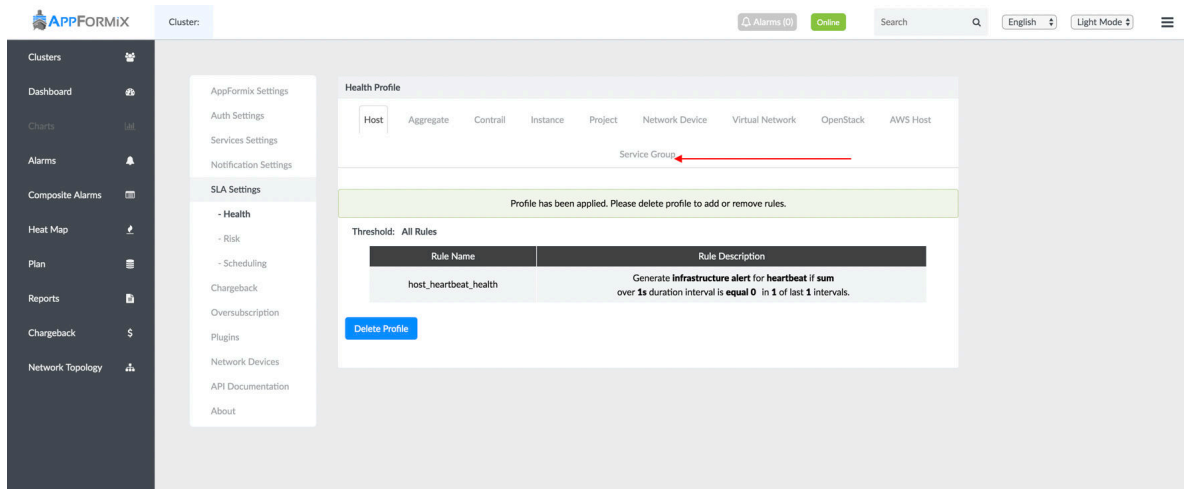 APPFORMIX
Cluster:
Alarms (0)
Online
Search
English
Light Mode
Clusters
Dashboard
Charts
Alarms
Composite Alarms
Heat Map
Plan
Reports
Chargeback
$
Network Topology
AppFormix Settings
Auth Settings
Services Settings
Notification Settings
SLA Settings
- Health
- Risk
- Scheduling
Chargeback
Oversubscription
Plugins
Network Devices
API Documentation
About
Health Profile
Host Aggregate Contrail Instance Project Network Device Virtual Network OpenStack AWS Host
Service Group
Profile has been applied. Please delete profile to add or remove rules.
Threshold: All Rules
Rule Name Rule Description
host_heartbeat_health
Generate infrastructure alert for heartbeat if sum
over 1s duration interval is equal 0 in 1 of last 1 intervals.
Delete Profile